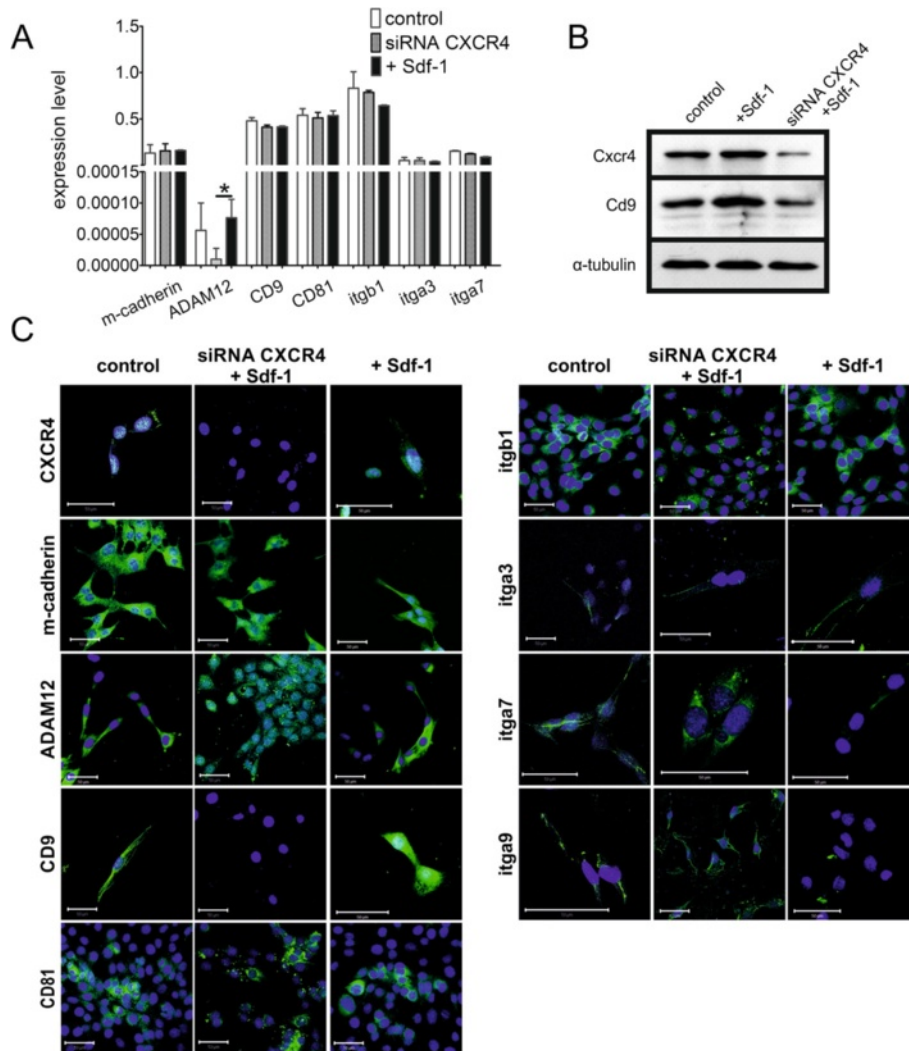 A
control
siRNA CXCR4
+ Sdf-1
expression level
1.5
1.0
0.5
0.00015
0.00010
0.00005
0.00000
*
m-cadherin
ADAM12
CD9
CD81
itgb1
itga3
itga7
B
control
+Sdf-1
siRNA CXCR4
+Sdf-1
Cxcr4
Cd9
α-tubulin
C
control
siRNA CXCR4
+ Sdf-1
+ Sdf-1
CXCR4
m-cadherin
ADAM12
CD9
CD81
control
siRNA CXCR4
+ Sdf-1
+ Sdf-1
itgb1
itga3
itga7
itga9